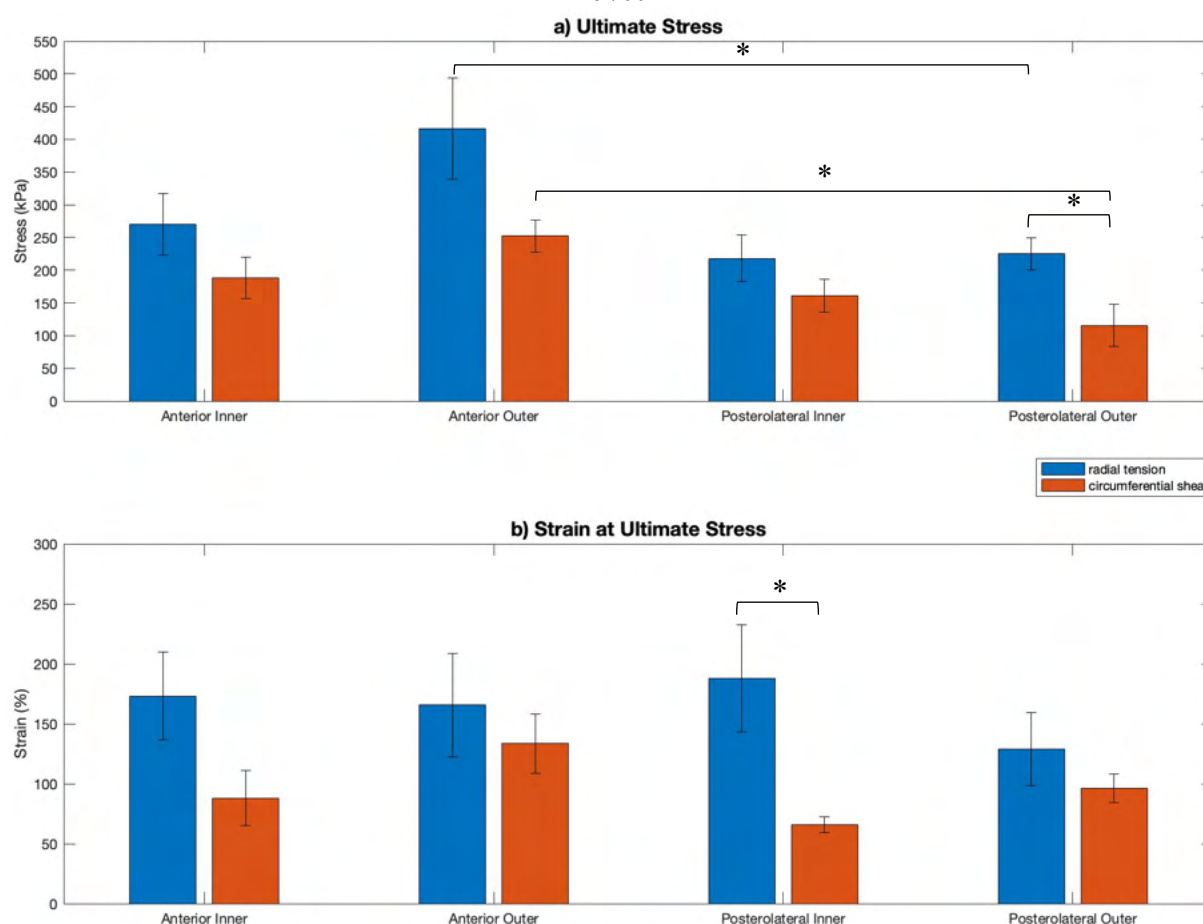 a) Ultimate Stress
550
500
450
400
350
300
250
200
150
100
50
0
Stress (kPa)
*
*
*
Anterior Inner
Anterior Outer
Posterolateral Inner
Posterolateral Outer
radial tension
circumferential shea
b) Strain at Ultimate Stress
300
250
200
150
100
50
0
Strain (%)
*
Anterior Inner
Anterior Outer
Posterolateral Inner
Posterolateral Outer